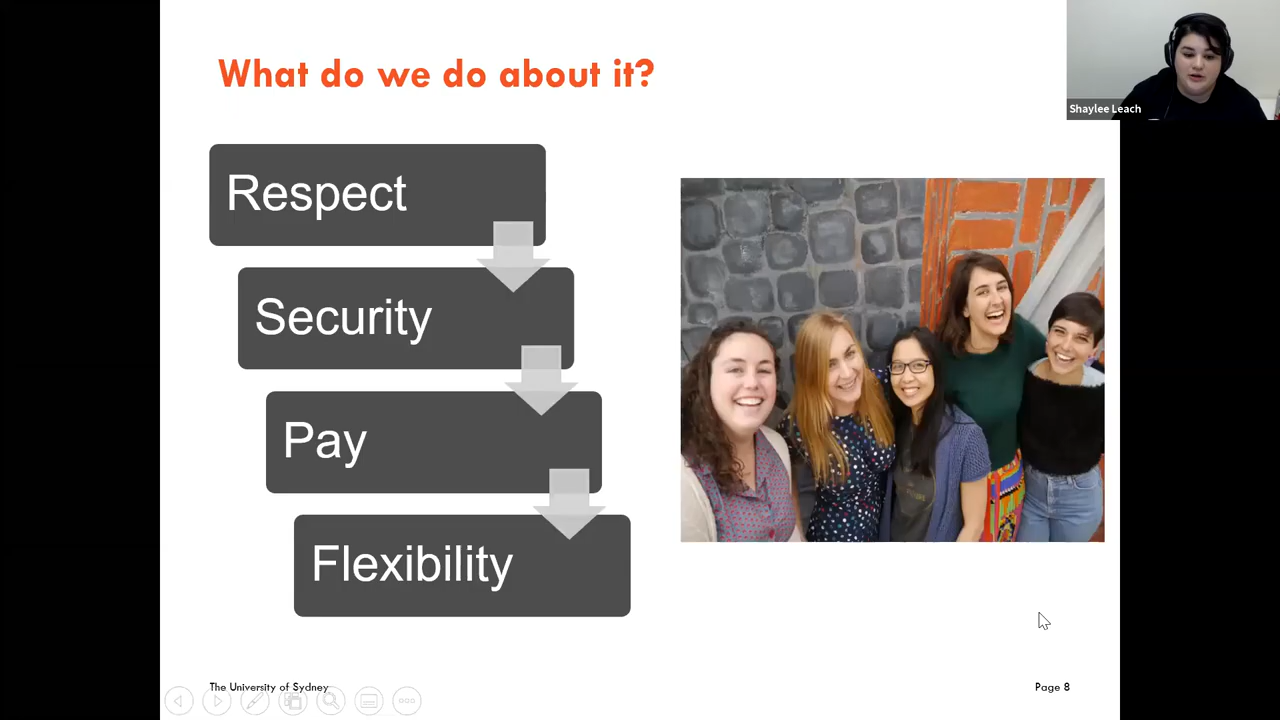 What do we do about it?
Shaylee Leach
Respect
Security
Pay
Flexibility
The University of Sydney
Page 8